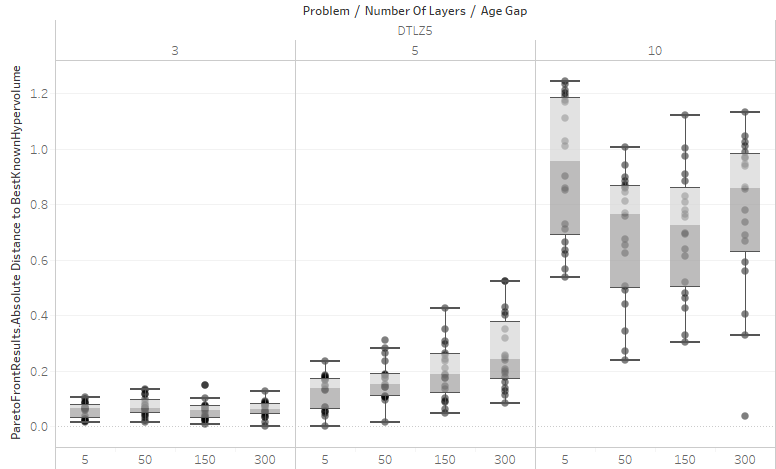 Problem / Number Of Layers / Age Gap
DTLZ5
3 5 10
ParetoFrontResults.Absolute Distance to BestKnownHypervolume
1.2
1.0
0.8
0.6
0.4
0.2
0.0
5 50 150 300 5 50 150 300 5 50 150 300